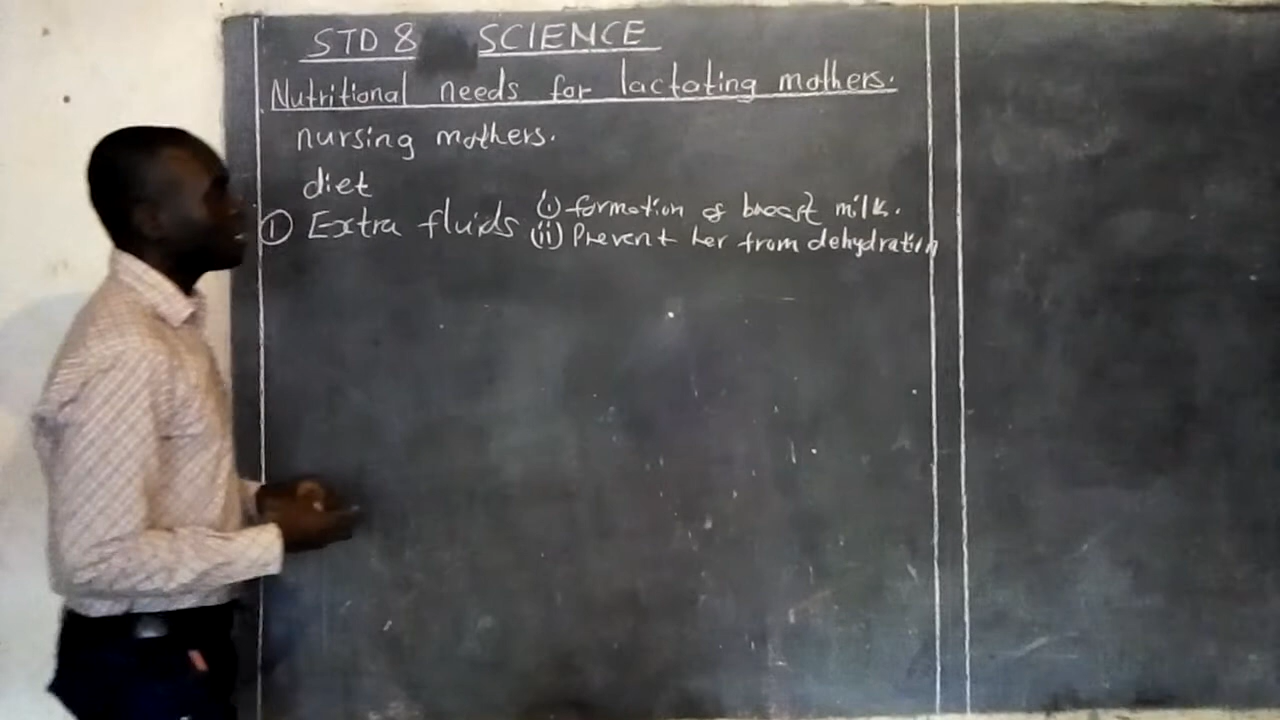 STD 8 SCIENCE
Nutritional needs for lactating mothers.
nursing mothers.
diet
① Extra fluids (i) formation of breast milk.
(ii) Prevent her from dehydration